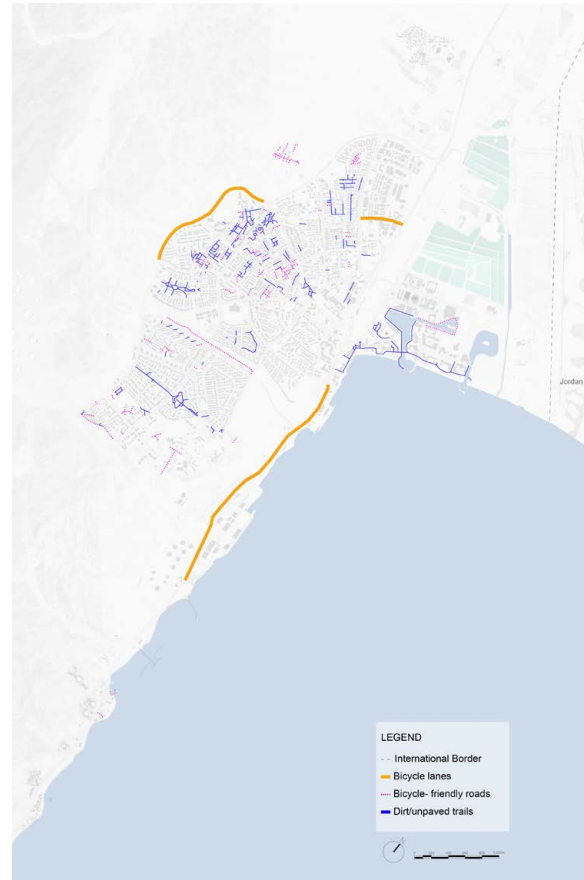 Jordan
LEGEND
International Border
Bicycle lanes
Bicycle- friendly roads
Dirt/unpaved trails